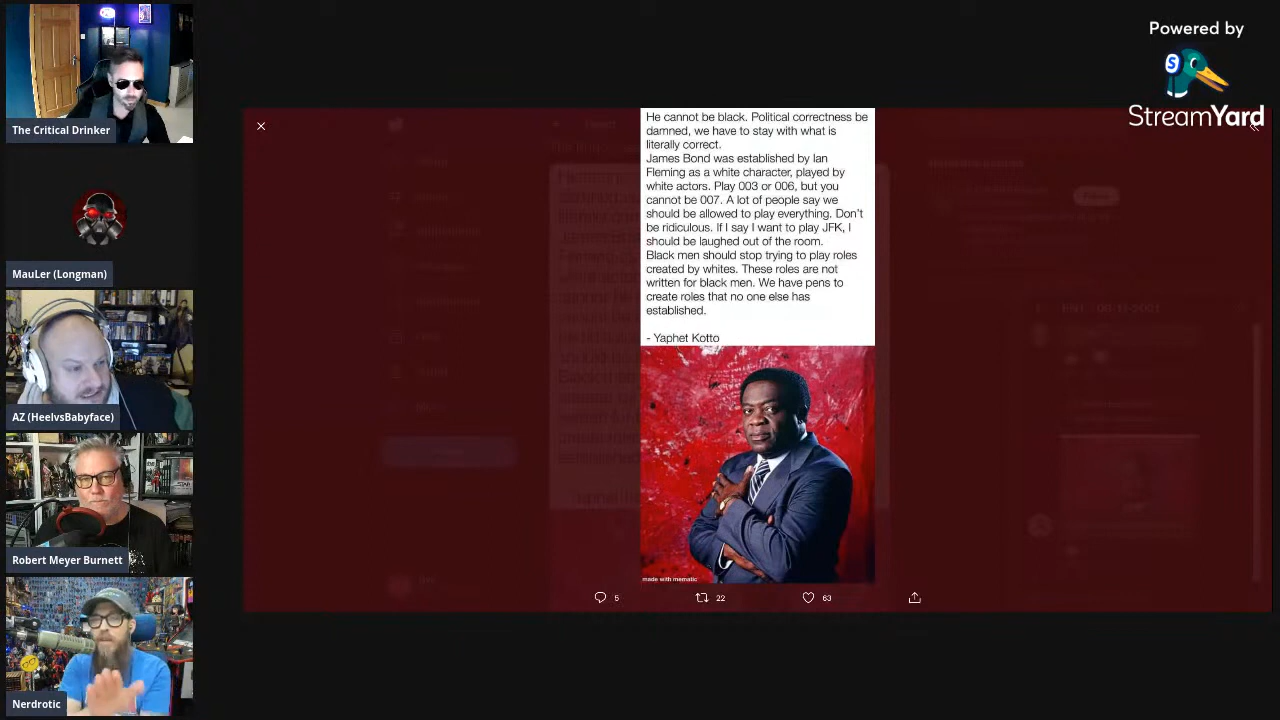 The Critical Drinker
MauLer (Longman)
AZ (HeelvsBabyface)
Robert Meyer Burnett
Nerdrotic
He cannot be black. Political correctness be
damned, we have to stay with what is
literally correct.
James Bond was established by Ian
Fleming as a white character, played by
white actors. Play 003 or 006, but you
cannot be 007. A lot of people say we
should be allowed to play everything. Don't
be ridiculous. If I say I want to play JFK, I
should be laughed out of the room.
Black men should stop trying to play roles
created by whites. These roles are not
written for black men. We have pens to
create roles that no one else has
established.
- Yaphet Kotto
made with mematic
5
22
63
Powered by
S
StreamYard